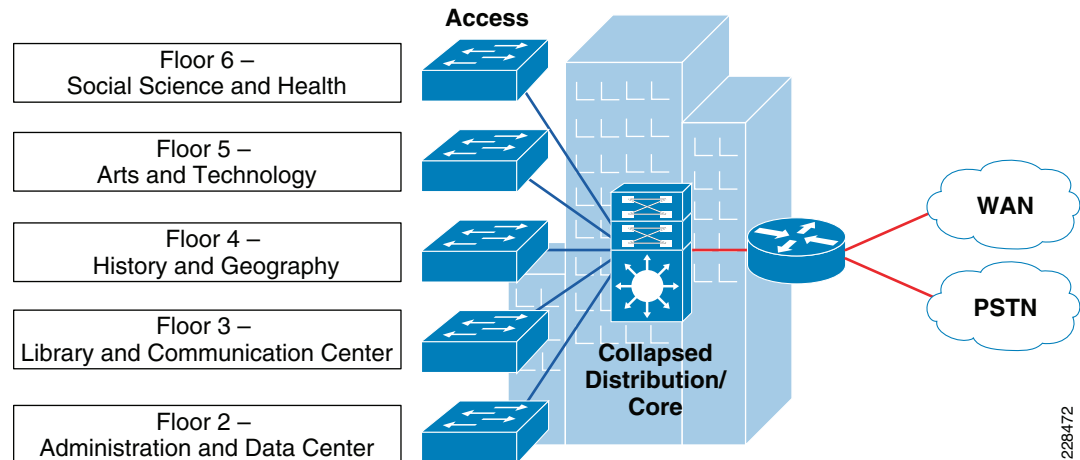 Access
Floor 6 –
Social Science and Health
Floor 5 –
Arts and Technology
Floor 4 –
History and Geography
Floor 3 –
Library and Communication Center
Floor 2 –
Administration and Data Center
Collapsed
Distribution/
Core
WAN
PSTN
228472